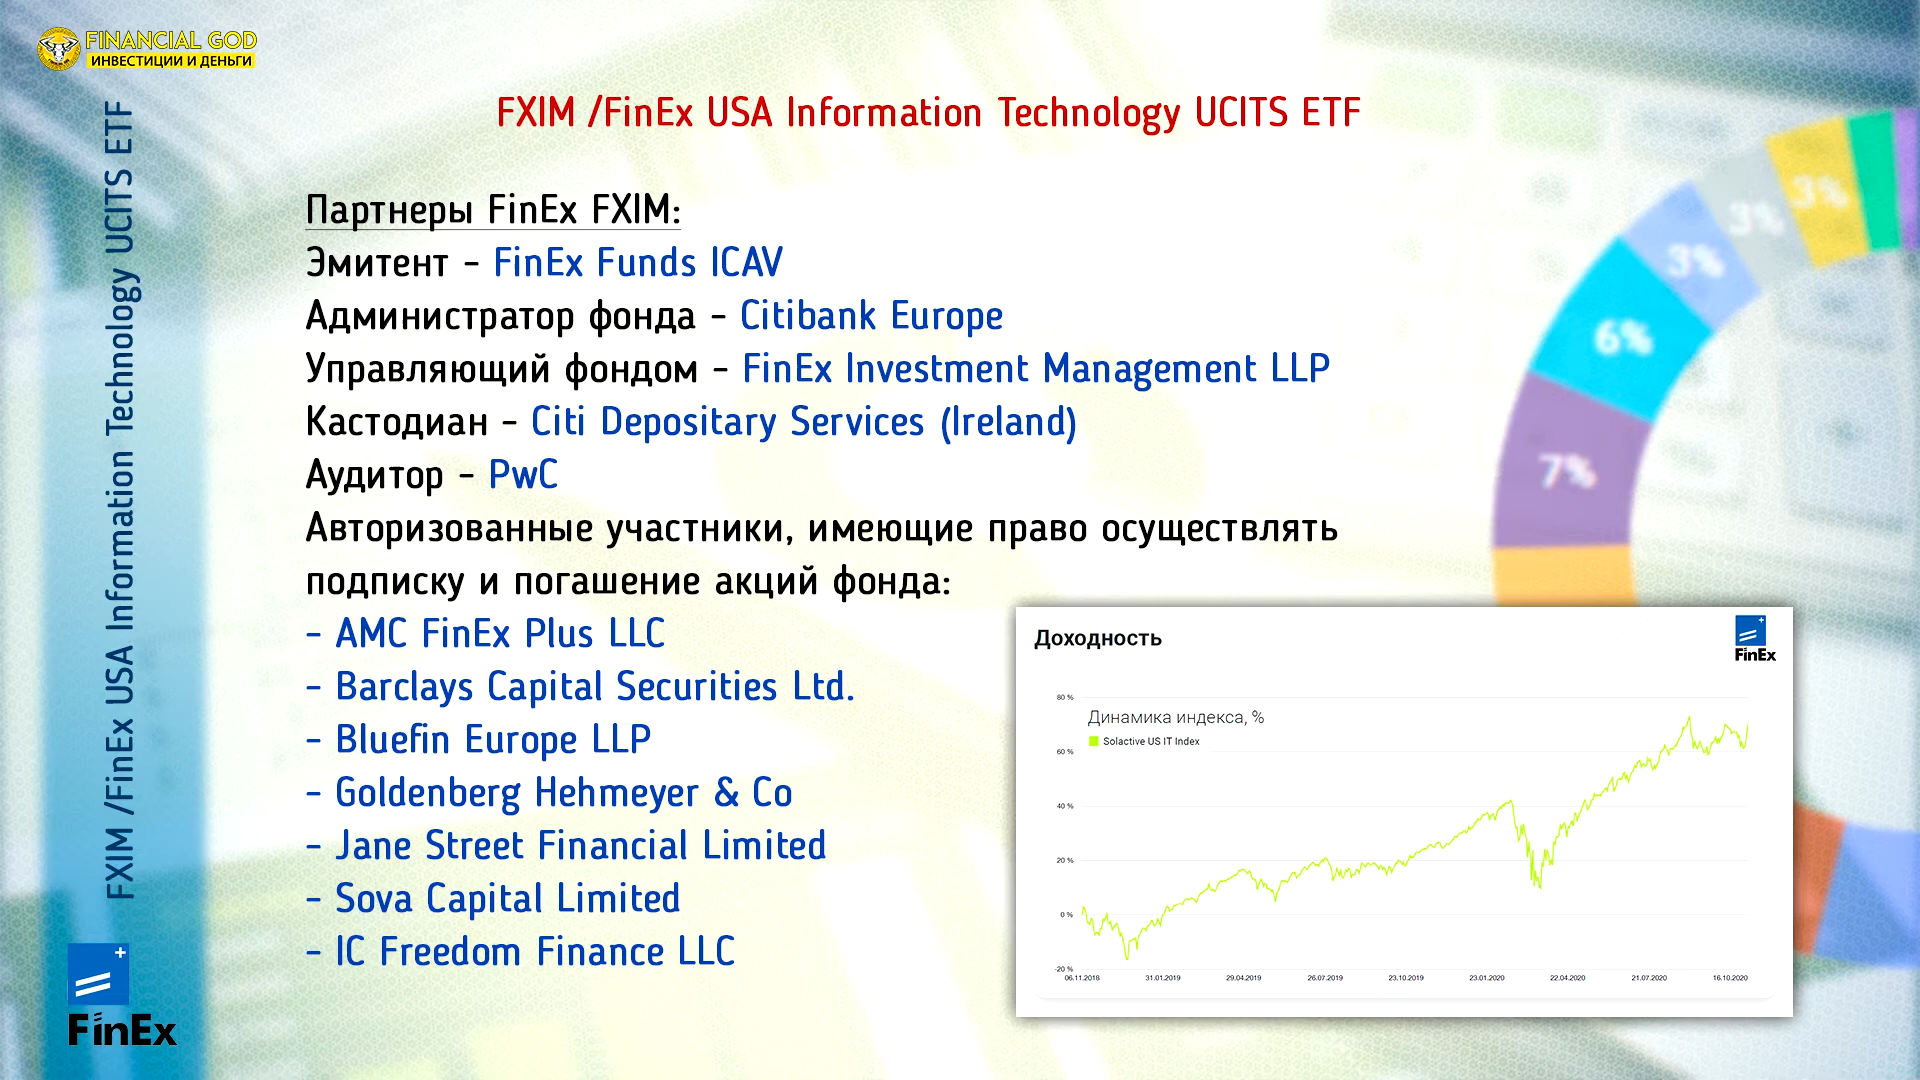 FINANCIAL GOD
ИНВЕСТИЦИИ И ДЕНЬГИ
FXIM /FinEx USA Information Technology UCITS ETF
FXIM /FinEx USA Information Technology UCITS ETF
Партнеры FinEx FXIM:
Эмитент - FinEx Funds ICAV
Администратор фонда - Citibank Europe
Управляющий фондом - FinEx Investment Management LLP
Кастодиан - Citi Depositary Services (Ireland)
Аудитор - PwC
Авторизованные участники, имеющие право осуществлять
подписку и погашение акций фонда:
- AMC FinEx Plus LLC
- Barclays Capital Securities Ltd.
- Bluefin Europe LLP
- Goldenberg Hehmeyer & Co
- Jane Street Financial Limited
- Sova Capital Limited
- IC Freedom Finance LLC
FinEx
3%
3%
3%
6%
7%
Доходность
FinEx
Динамика индекса, %
Solactive US IT Index
80 %
60 %
40 %
20 %
0 %
-20 %
06.11.2018 31.01.2019 29.04.2019 26.07.2019 23.10.2019 23.01.2020 22.04.2020 21.07.2020 16.10.2020